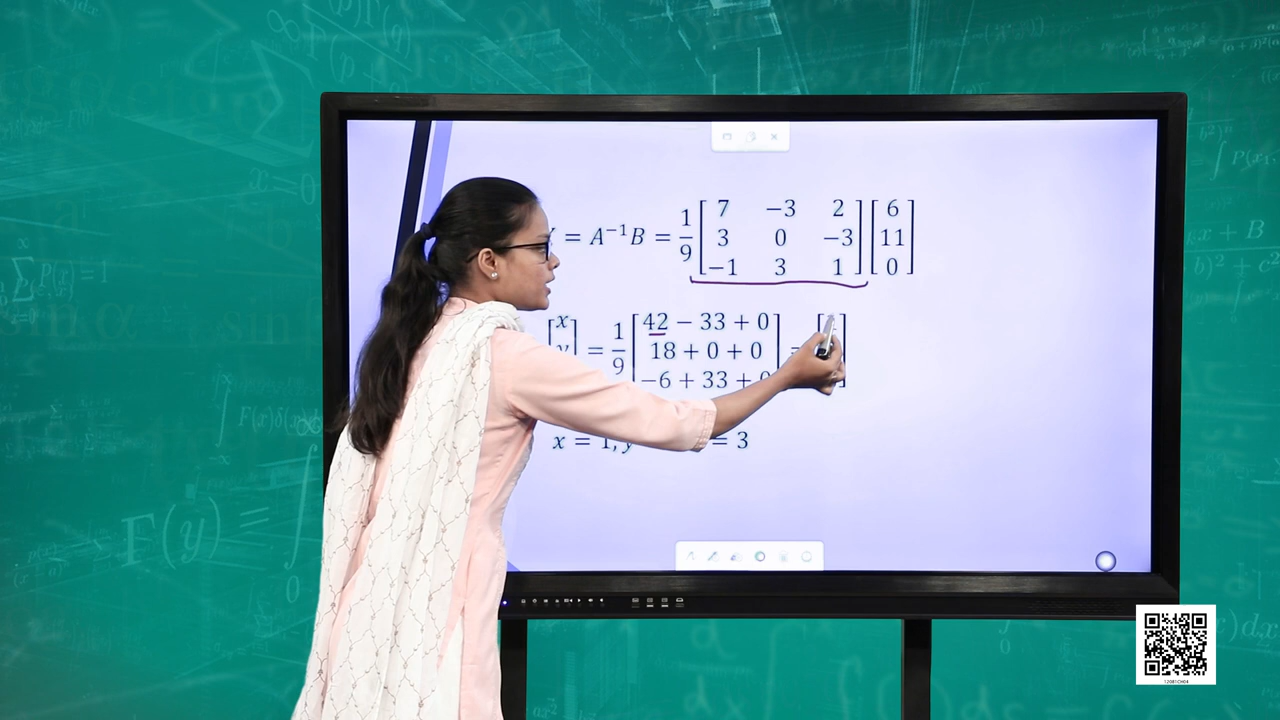 = A⁻¹B = 1/9 [7 −3 2; 3 0 −3; −1 3 1] [6; 11; 0]
[x; y = 1/9 [42 − 33 + 0; 18 + 0 + 0; −6 + 33 + 0] =
x = 1, y = 3
12081CH04